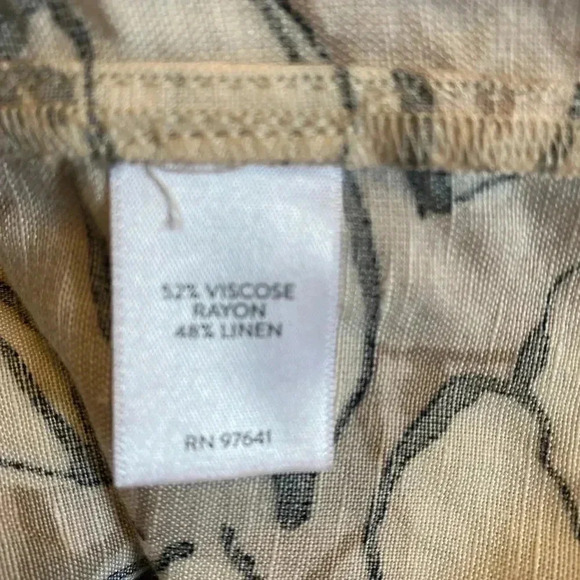 52% VISCOSE
RAYON
48% LINEN
RN 97641